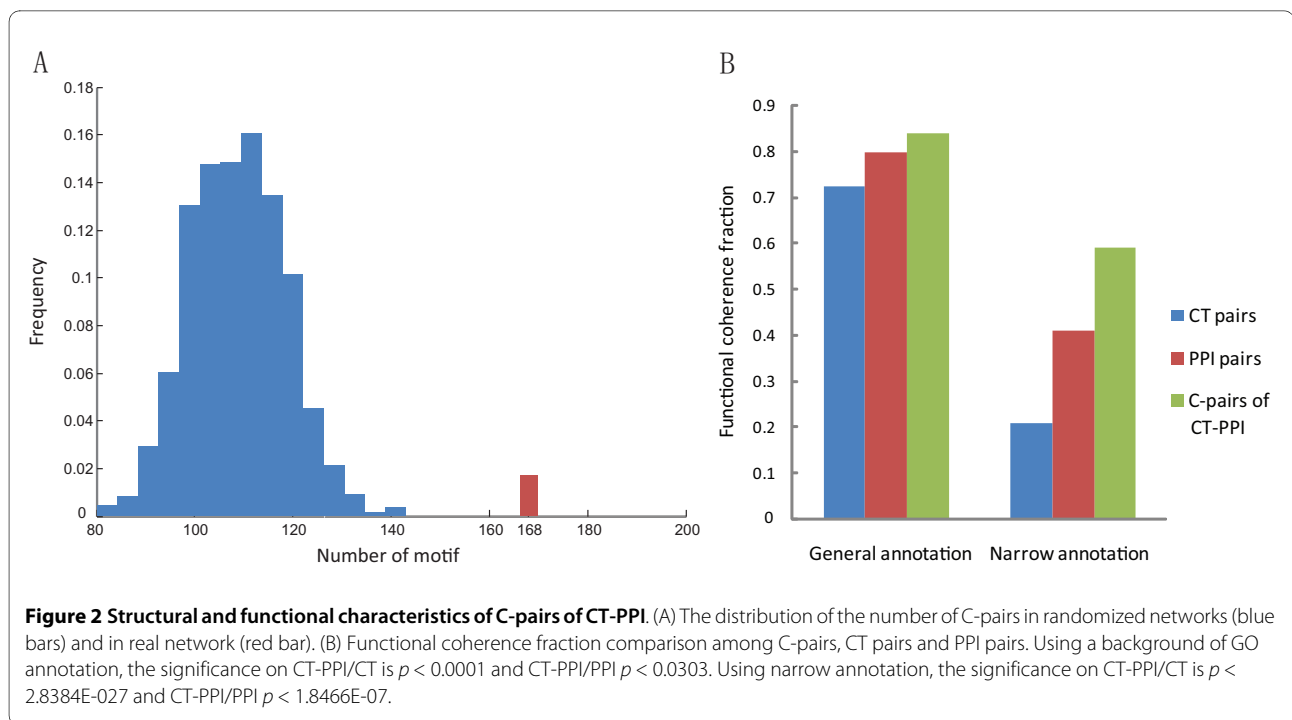 A
0.18
0.16
0.14
0.12
0.1
0.08
0.06
0.04
0.02
0
Frequency
80
100
120
140
160
168
180
200
Number of motif
B
0.9
0.8
0.7
0.6
0.5
0.4
0.3
0.2
0.1
0
Functional coherence fraction
General annotation
Narrow annotation
CT pairs
PPI pairs
C-pairs of
CT-PPI
Figure 2 Structural and functional characteristics of C-pairs of CT-PPI. (A) The distribution of the number of C-pairs in randomized networks (blue
bars) and in real network (red bar). (B) Functional coherence fraction comparison among C-pairs, CT pairs and PPI pairs. Using a background of GO
annotation, the significance on CT-PPI/CT is p < 0.0001 and CT-PPI/PPI p < 0.0303. Using narrow annotation, the significance on CT-PPI/CT is p <
2.8384E-027 and CT-PPI/PPI p < 1.8466E-07.